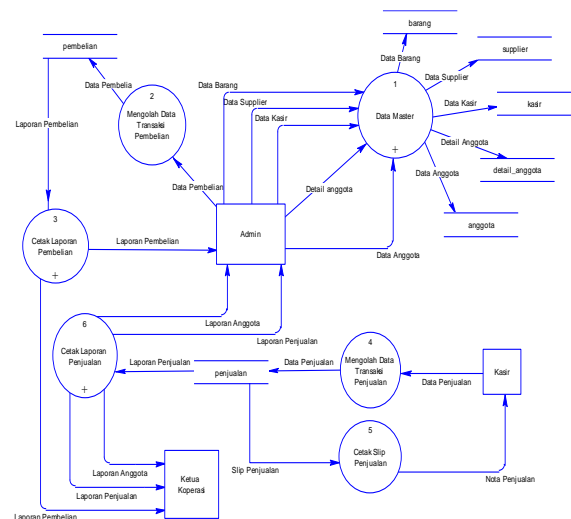 barang
pembelian
supplier
Data Barang
Data Supplier
Data Pembelia
Data Barang
1
2
Data Supplier
Data Kasir
kasir
Mengolah Data
Transaksi
Pembelian
Data Kasir
Data Master
Laporan Pembelian
Detail Anggota
+
Data Anggota
detail_anggota
Data Pembelian
Detail anggota
3
Cetak Laporan
Pembelian
+
Laporan Pembelian
Admin
anggota
Data Anggota
6
Cetak Laporan
Penjualan
+
Laporan Anggota
Laporan Penjualan
4
Mengolah Data
Transaksi
Penjualan
Laporan Penjualan
Data Penjualan
penjualan
Data Penjualan
Kasir
5
Cetak Slip
Penjualan
Laporan Anggota
Slip Penjualan
Nota Penjualan
Ketua
Koperasi
Laporan Penjualan
Laporan Pembelian